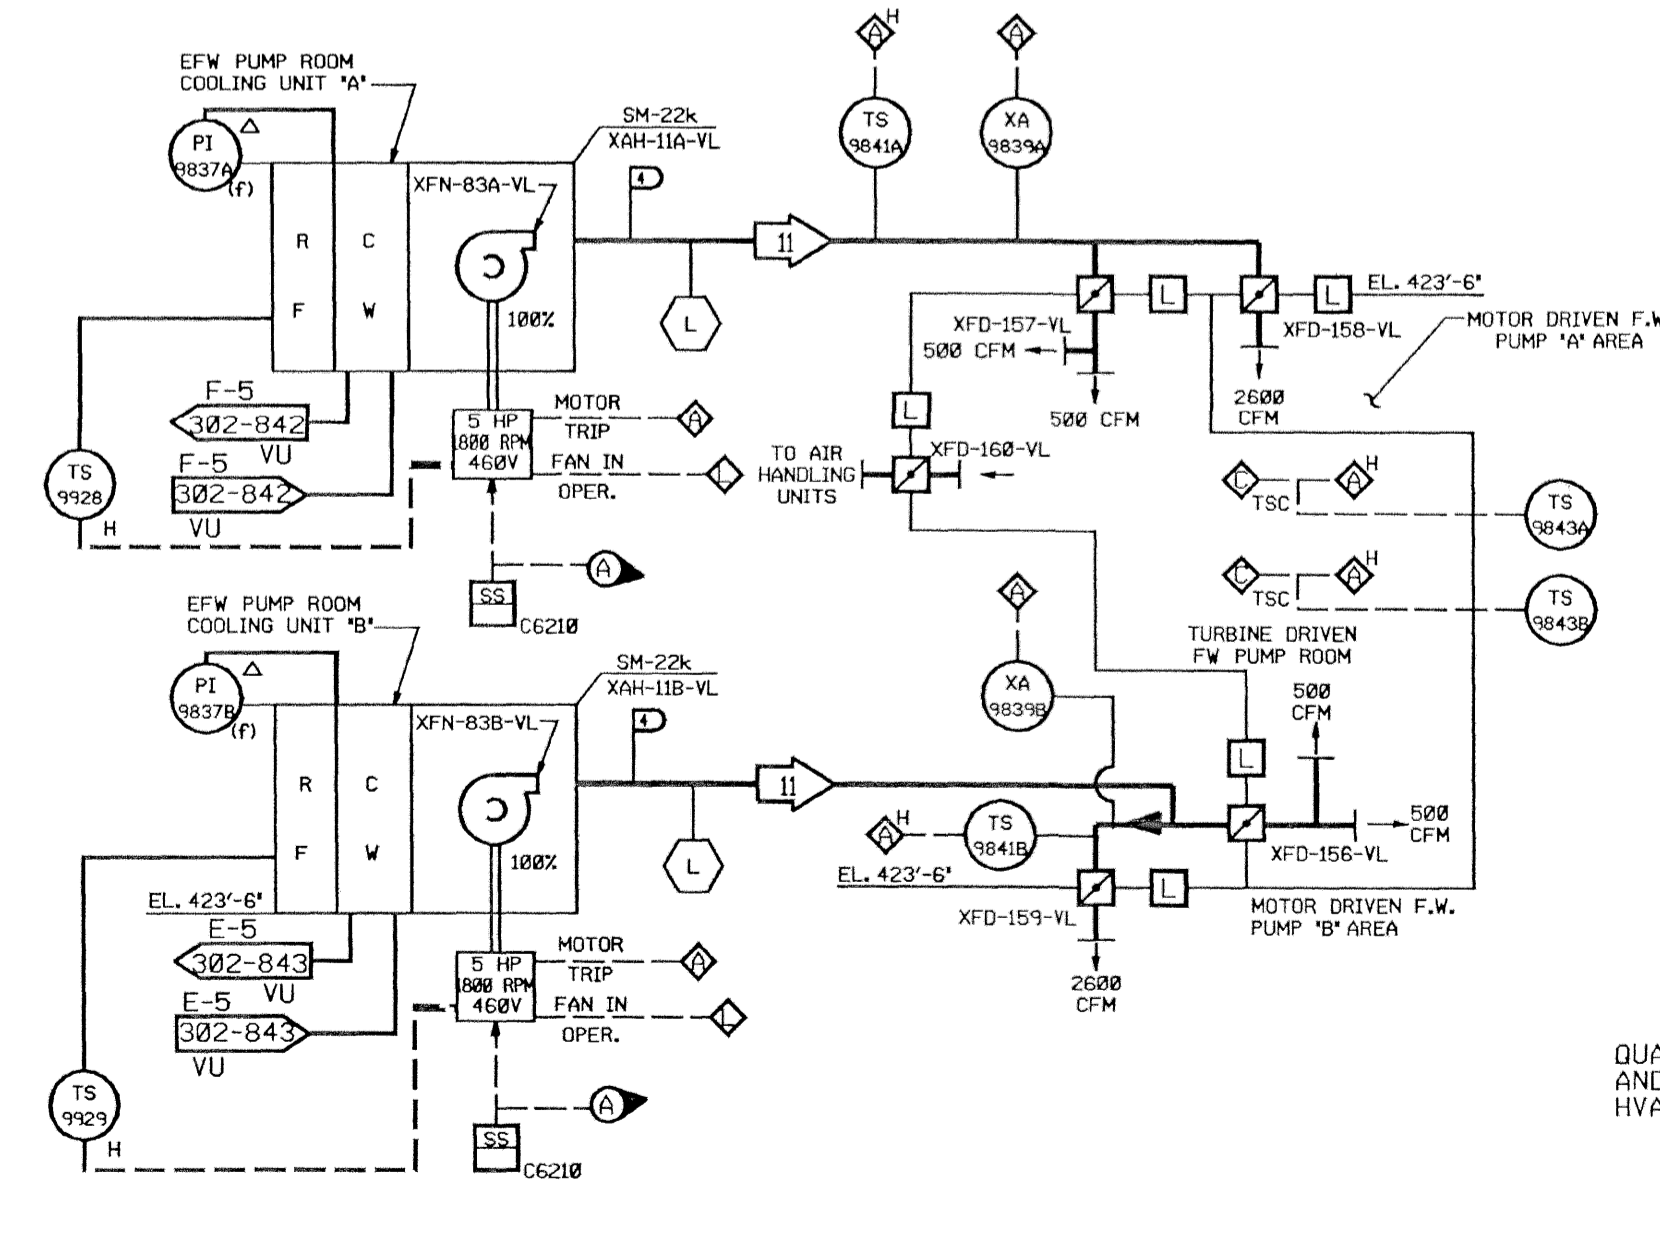 EFW PUMP ROOM
COOLING UNIT "A"
PI
9837A
(f)
R
F
C
W
XFN-83A-VL
100%
SM-22k
XAH-11A-VL
4
L
11
H
A
TS
9841A
A
XA
9839A
L
L
EL. 423'-6"
XFD-157-VL
500 CFM
500 CFM
XFD-158-VL
2600
CFM
MOTOR DRIVEN F.W
PUMP "A" AREA
L
XFD-160-VL
TO AIR
HANDLING
UNITS
F-5
302-842
VU
F-5
302-842
VU
TS
9928
H
5 HP
1800 RPM
460V
MOTOR
TRIP
A
FAN IN
OPER.
L
A
SS
C6210
C
TSC
A
H
TS
9843A
C
TSC
A
H
TS
9843B
TURBINE DRIVEN
FW PUMP ROOM
500
CFM
EFW PUMP ROOM
COOLING UNIT "B"
PI
9837B
(f)
R
F
C
W
XFN-83B-VL
100%
SM-22k
XAH-11B-VL
4
L
11
A
XA
9839B
L
A
H
TS
9841B
500
CFM
XFD-156-VL
EL. 423'-6"
L
XFD-159-VL
2600
CFM
MOTOR DRIVEN F.W.
PUMP "B" AREA
EL. 423'-6"
E-5
302-843
VU
E-5
302-843
VU
TS
9929
H
5 HP
1800 RPM
460V
MOTOR
TRIP
A
FAN IN
OPER.
L
A
SS
C6210
QUA
AND
HVA